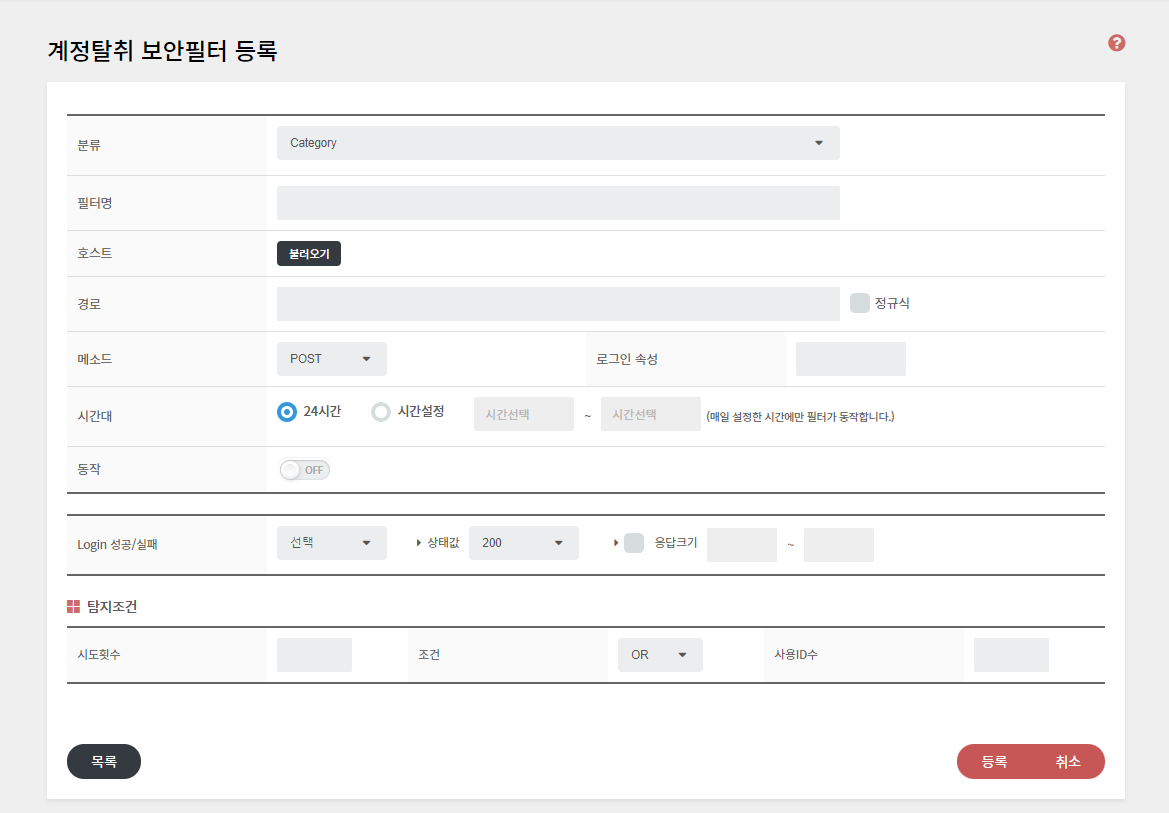 계정탈취 보안필터 등록
분류 Category
필터명
호스트 불러오기
경로 정규식
메소드 POST 로그인 속성
시간대 24시간 시간설정 시간선택 ~ 시간선택 (매일 설정한 시간에만 필터가 동작합니다.)
동작 OFF
Login 성공/실패 선택 상태값 200 응답크기 ~
탐지조건
시도횟수 조건 OR 사용ID수
목록 등록 취소